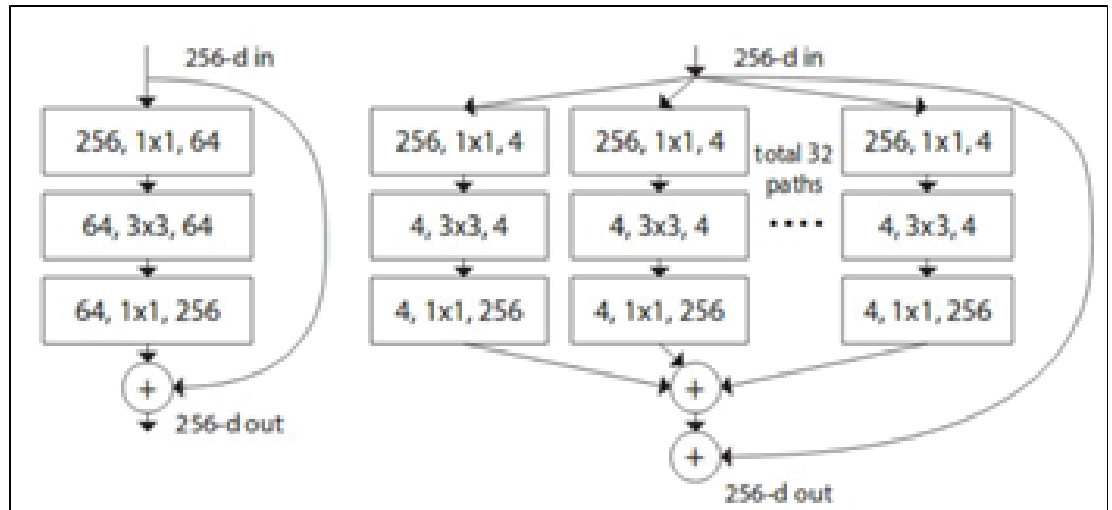 256-d in
256, 1x1, 64
64, 3x3, 64
64, 1x1, 256
+
256-d out
256-d in
256, 1x1, 4
256, 1x1, 4
total 32
paths
256, 1x1, 4
4, 3x3, 4
4, 3x3, 4
....
4, 3x3, 4
4, 1x1, 256
4, 1x1, 256
4, 1x1, 256
+
+
256-d out